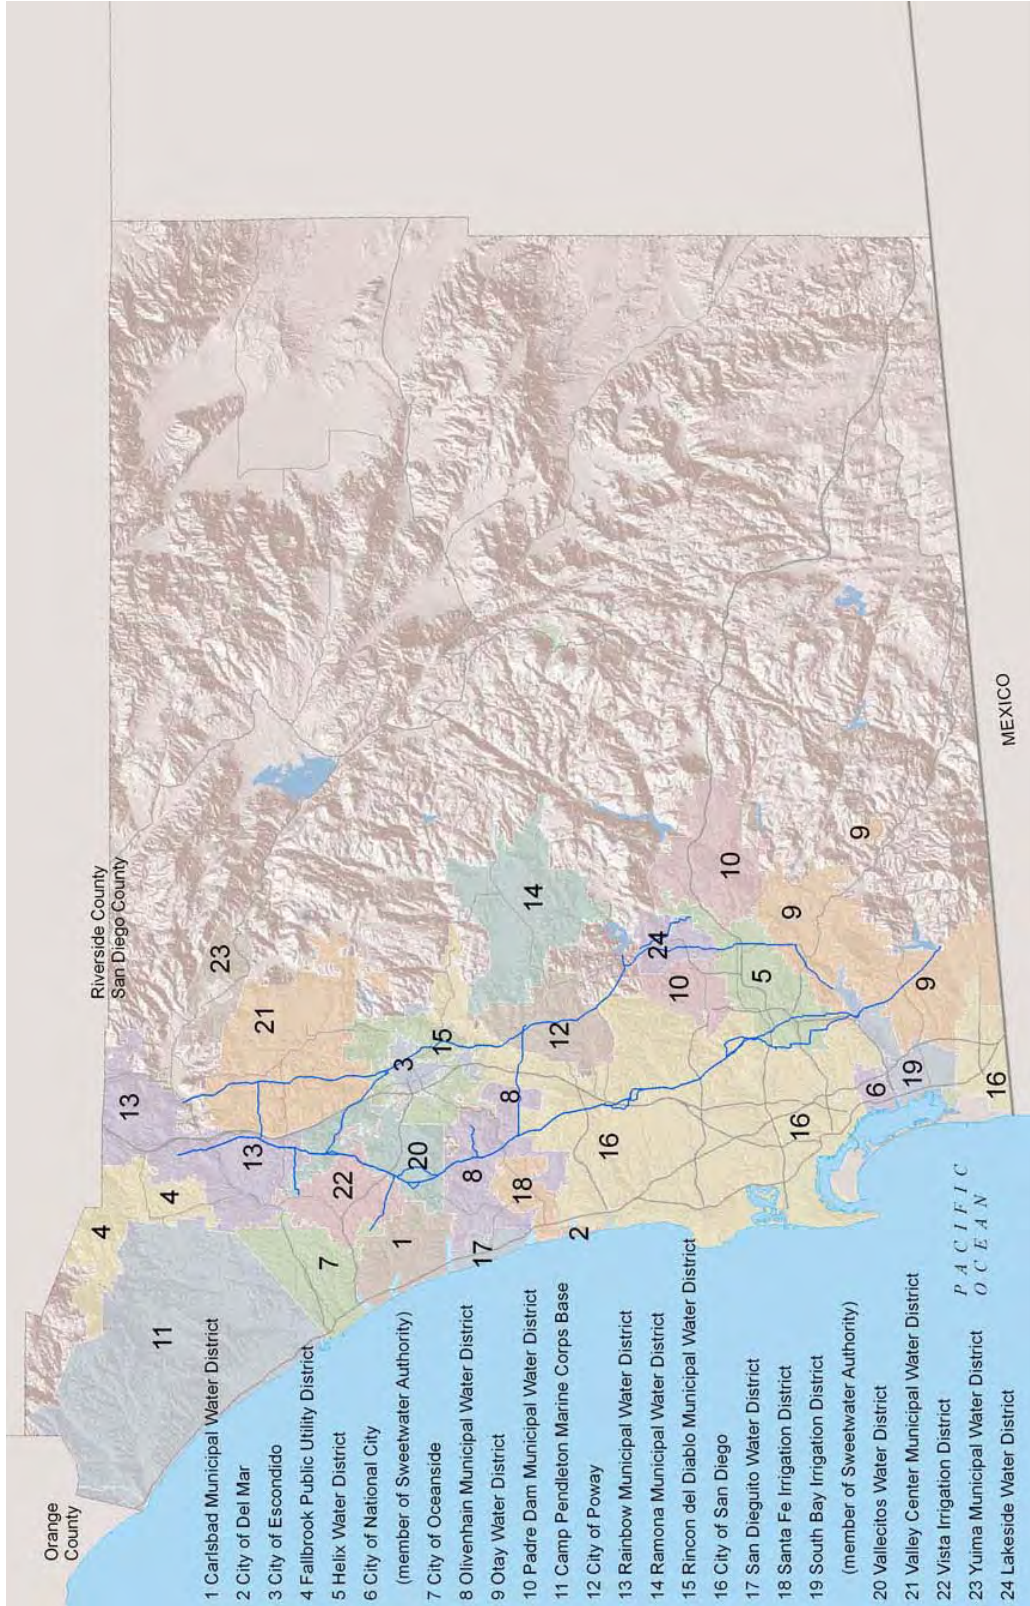 Orange
County
Riverside County
San Diego County
1 Carlsbad Municipal Water District
2 City of Del Mar
3 City of Escondido
4 Fallbrook Public Utility District
5 Helix Water District
6 City of National City
(member of Sweetwater Authority)
7 City of Oceanside
8 Olivenhain Municipal Water District
9 Otay Water District
10 Padre Dam Municipal Water District
11 Camp Pendleton Marine Corps Base
12 City of Poway
13 Rainbow Municipal Water District
14 Ramona Municipal Water District
15 Rincon del Diablo Municipal Water District
16 City of San Diego
17 San Dieguito Water District
18 Santa Fe Irrigation District
19 South Bay Irrigation District
(member of Sweetwater Authority)
20 Vallecitos Water District
21 Valley Center Municipal Water District
22 Vista Irrigation District
23 Yuima Municipal Water District
24 Lakeside Water District
PACIFIC
OCEAN
MEXICO
4
4
13
13
11
7
22
1
20
17
8
8
18
2
23
21
3
15
14
12
16
16
16
24
10
10
5
9
9
9
6
19